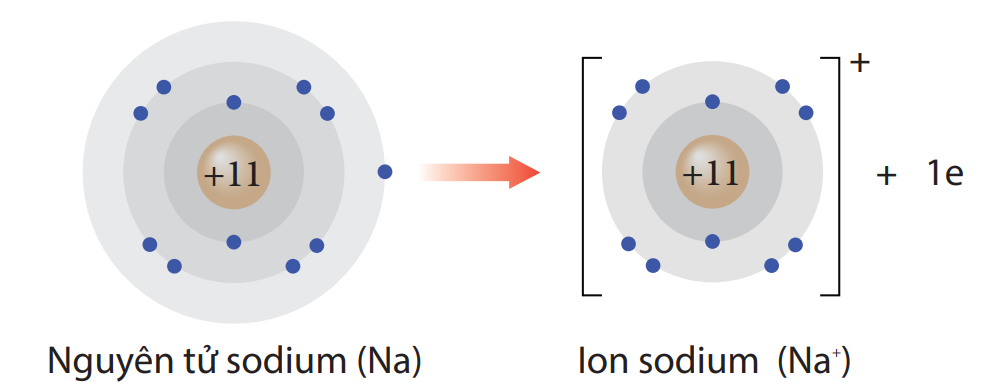 +
+11
+11
+ 1e
Nguyên tử sodium (Na)
Ion sodium (Na⁺)